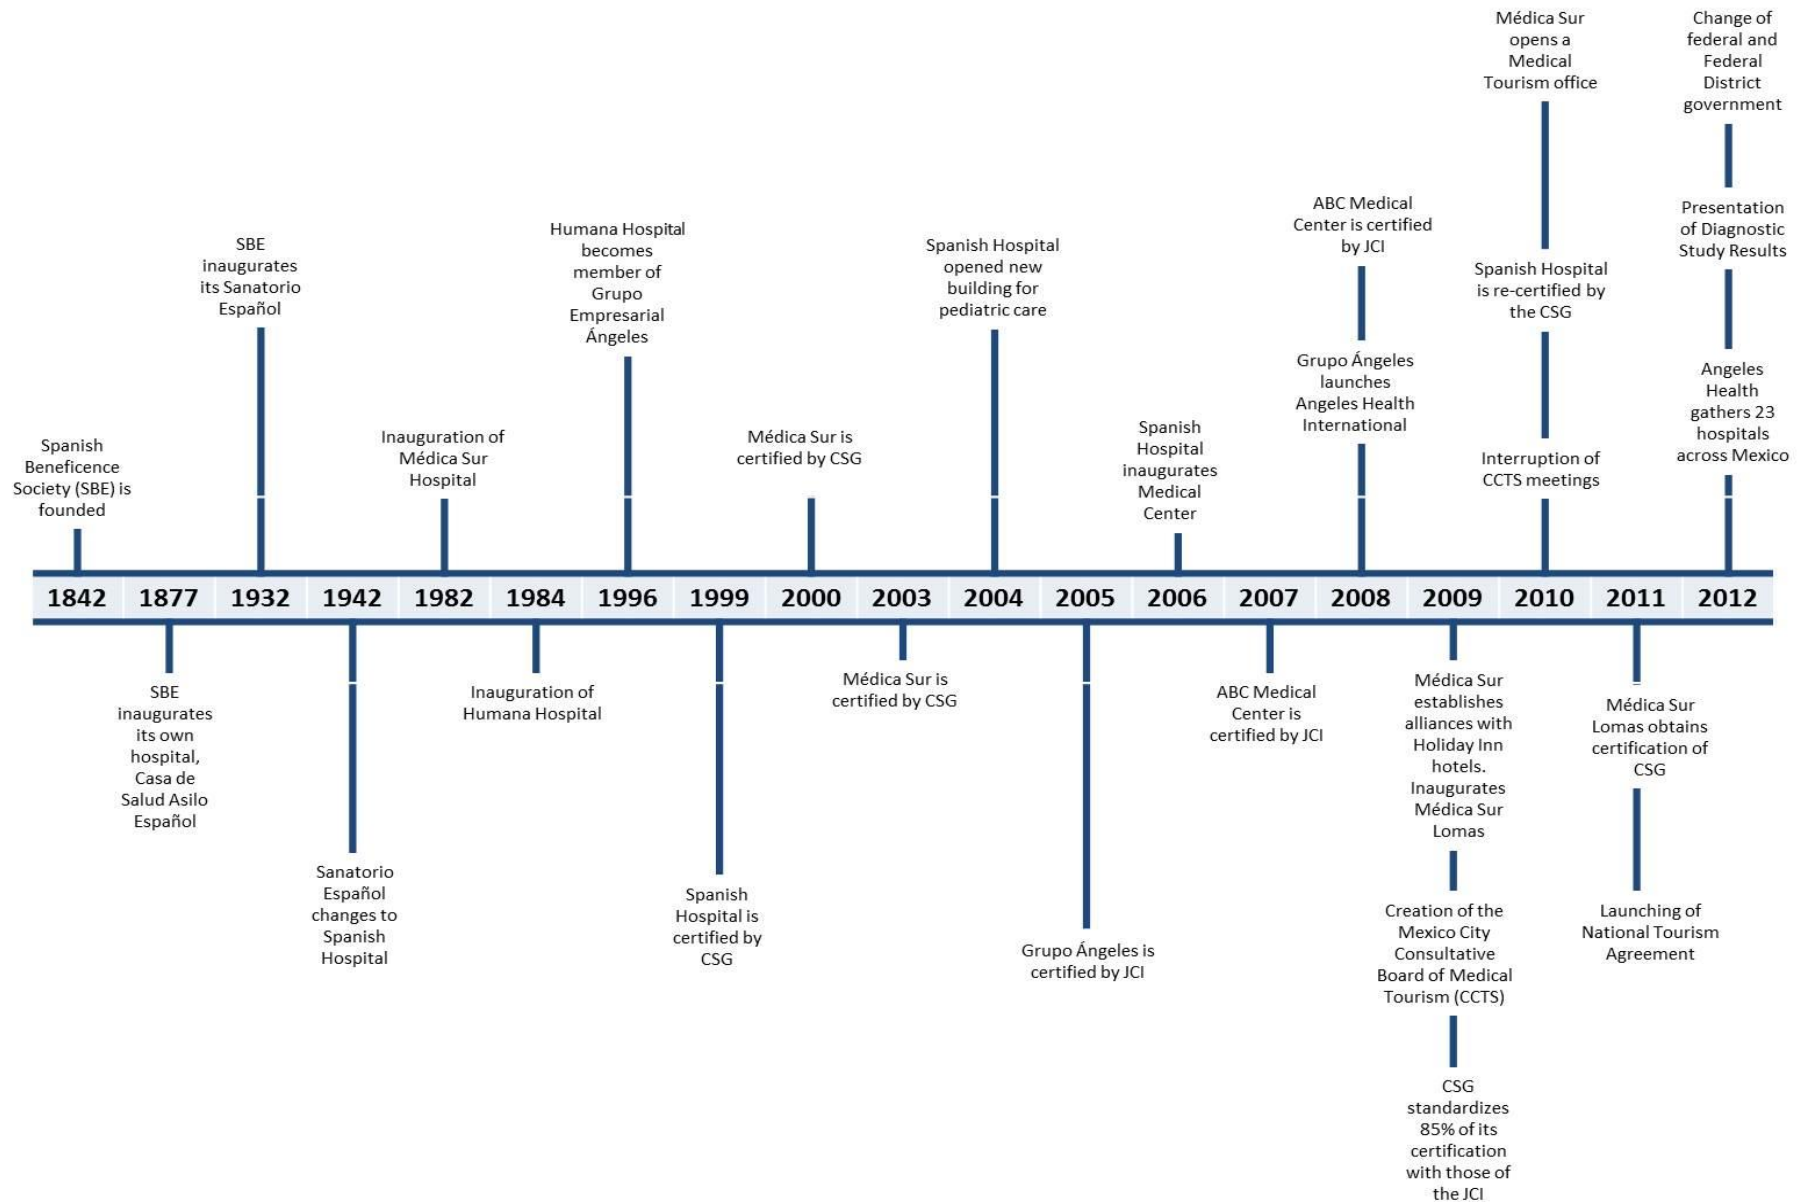 Médica Sur
opens a
Medical
Tourism office
Change of
federal and
Federal
District
government
ABC Medical
Center is certified
by JCI
Presentation
of Diagnostic
Study Results
SBE
inaugurates
its Sanatorio
Español
Humana Hospital
becomes
member of
Grupo
Empresarial
Ángeles
Spanish Hospital
opened new
building for
pediatric care
Spanish Hospital
is re-certified by
the CSG
Grupo Ángeles
launches
Angeles Health
International
Angeles
Health
gathers 23
hospitals
across Mexico
Spanish
Beneficence
Society (SBE) is
founded
Inauguration of
Médica Sur
Hospital
Médica Sur is
certified by CSG
Spanish
Hospital
inaugurates
Medical
Center
Interruption of
CCTS meetings
1842 1877 1932 1942 1982 1984 1996 1999 2000 2003 2004 2005 2006 2007 2008 2009 2010 2011 2012
SBE
inaugurates
its own
hospital,
Casa de
Salud Asilo
Español
Sanatorio
Español
changes to
Spanish
Hospital
Inauguration of
Humana Hospital
Spanish
Hospital is
certified by
CSG
Médica Sur is
certified by CSG
Grupo Ángeles is
certified by JCI
ABC Medical
Center is
certified by JCI
Médica Sur
establishes
alliances with
Holiday Inn
hotels.
Inaugurates
Médica Sur
Lomas
Creation of the
Mexico City
Consultative
Board of Medical
Tourism (CCTS)
CSG
standardizes
85% of its
certification
with those of
the JCI
Médica Sur
Lomas obtains
certification of
CSG
Launching of
National Tourism
Agreement